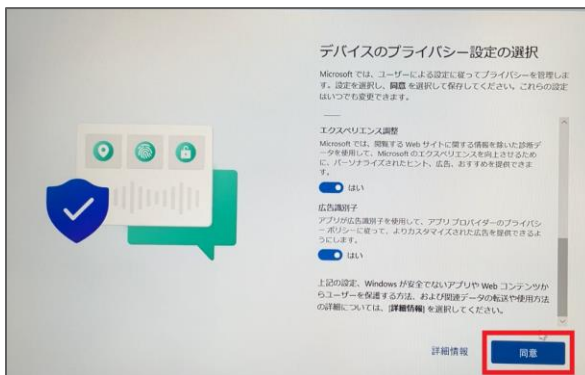 デバイスのプライバシー設定の選択
Microsoft では、ユーザーによる設定に従ってプライバシーを管理しま
す。設定を選択し、同意 を選択して保存してください。これらの設定
はいつでも変更できます。
エクスペリエンス調整
Microsoft では、閲覧する Web サイトに関する情報を除いた診断デ
ータを使用して、Microsoft のエクスペリエンスを向上させるため
に、パーソナライズされたヒント、広告、おすすめを提供できま
す。
はい
広告識別子
アプリが広告識別子を使用して、アプリ プロバイダーのプライバシ
ー ポリシーに従って、よりカスタマイズされた広告を提供できるよ
うにします。
はい
上記の設定、Windows が安全でないアプリや Web コンテンツか
らユーザーを保護する方法、および関連データの転送や使用方法
の詳細については、[詳細情報] を選択してください。
詳細情報
同意